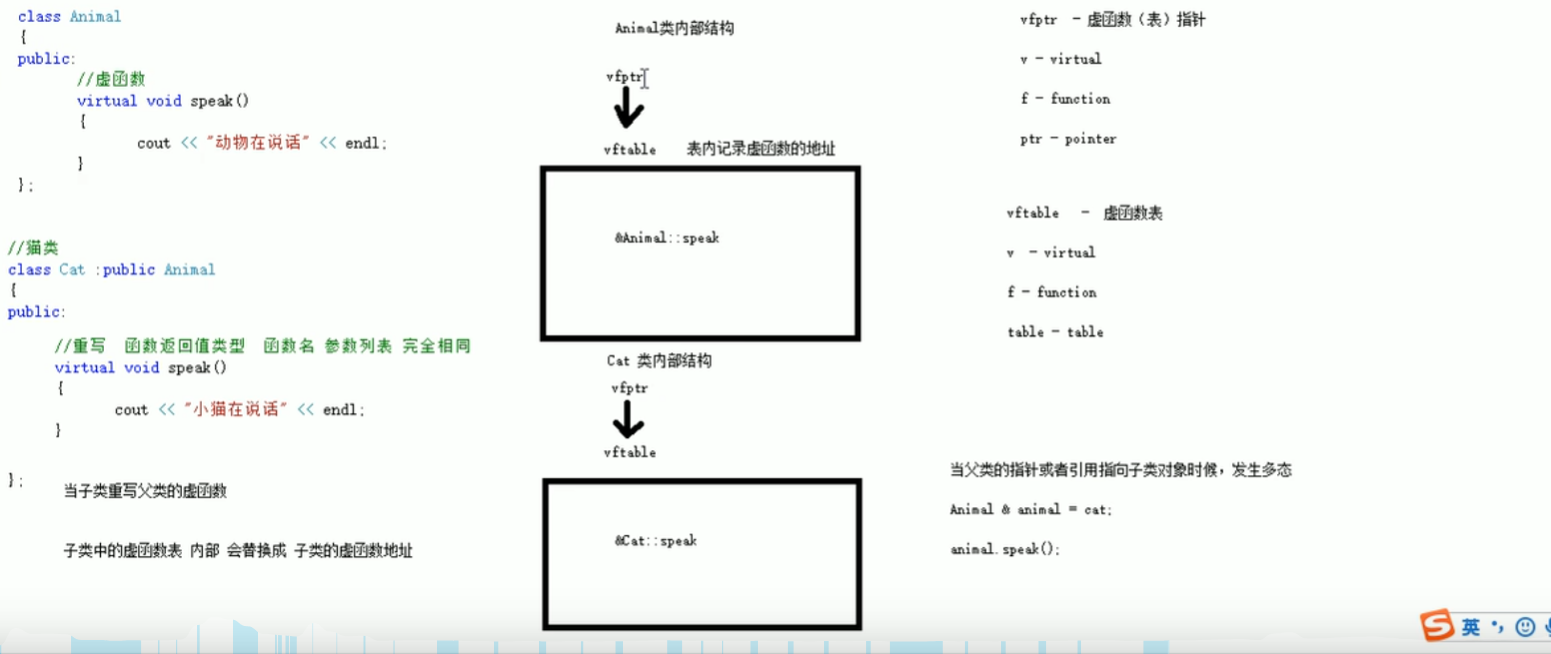 class Animal
{
public:
//虚函数
virtual void speak()
{
cout << "动物在说话" << endl;
}
};
//猫类
class Cat :public Animal
{
public:
//重写 函数返回值类型 函数名 参数列表 完全相同
virtual void speak()
{
cout << "小猫在说话" << endl;
}
};
当子类重写父类的虚函数
子类中的虚函数表 内部 会替换成 子类的虚函数地址
Animal类内部结构
vfptr
vftable 表内记录虚函数的地址
&Animal::speak
Cat 类内部结构
vfptr
vftable
&Cat::speak
vfptr - 虚函数（表）指针
v - virtual
f - function
ptr - pointer
vftable - 虚函数表
v - virtual
f - function
table - table
当父类的指针或者引用指向子类对象时候，发生多态
Animal & animal = cat;
animal.speak();
S 英